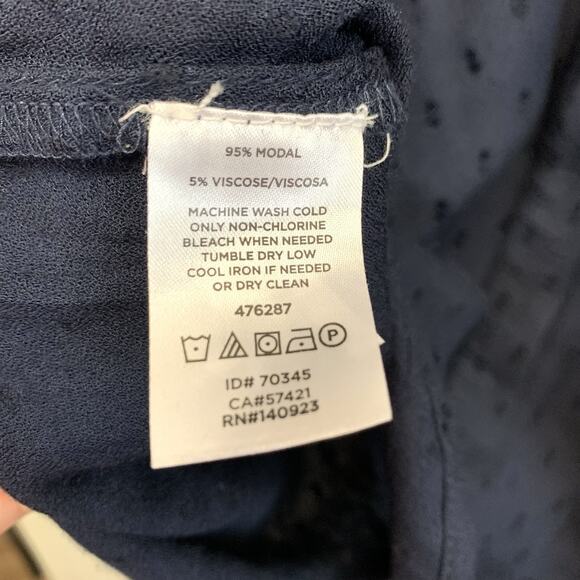 95% MODAL
5% VISCOSE/VISCOSA
MACHINE WASH COLD
ONLY NON-CHLORINE
BLEACH WHEN NEEDED
TUMBLE DRY LOW
COOL IRON IF NEEDED
OR DRY CLEAN
476287
P
ID# 70345
CA#57421
RN#140923